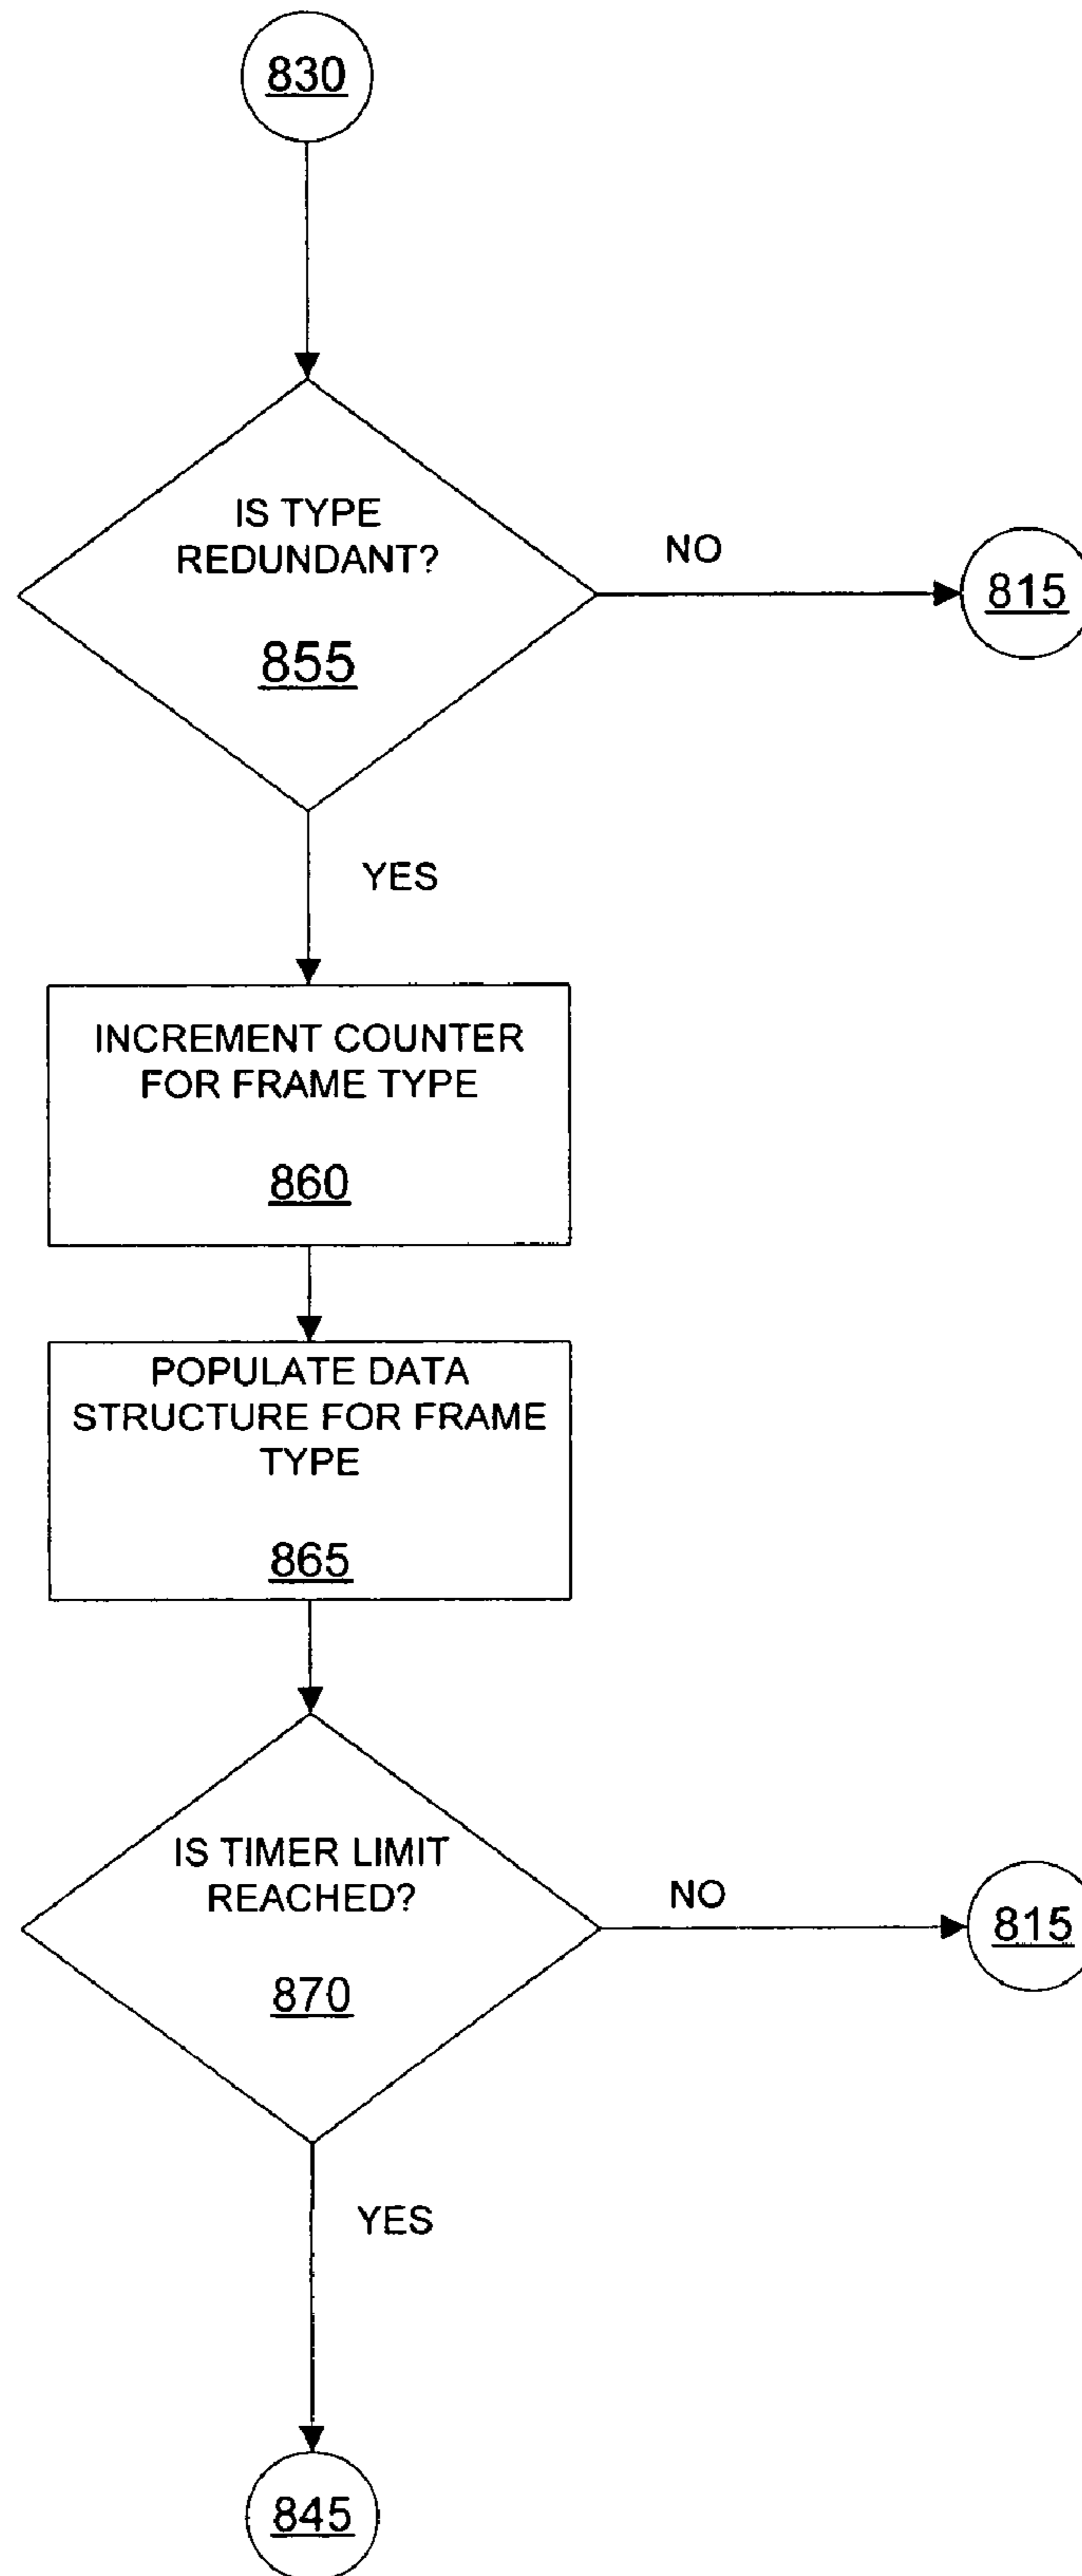 830
IS TYPE
REDUNDANT?
NO
815
855
YES
INCREMENT COUNTER
FOR FRAME TYPE
860
POPULATE DATA
STRUCTURE FOR FRAME
TYPE
865
IS TIMER LIMIT
REACHED?
NO
815
870
YES
845